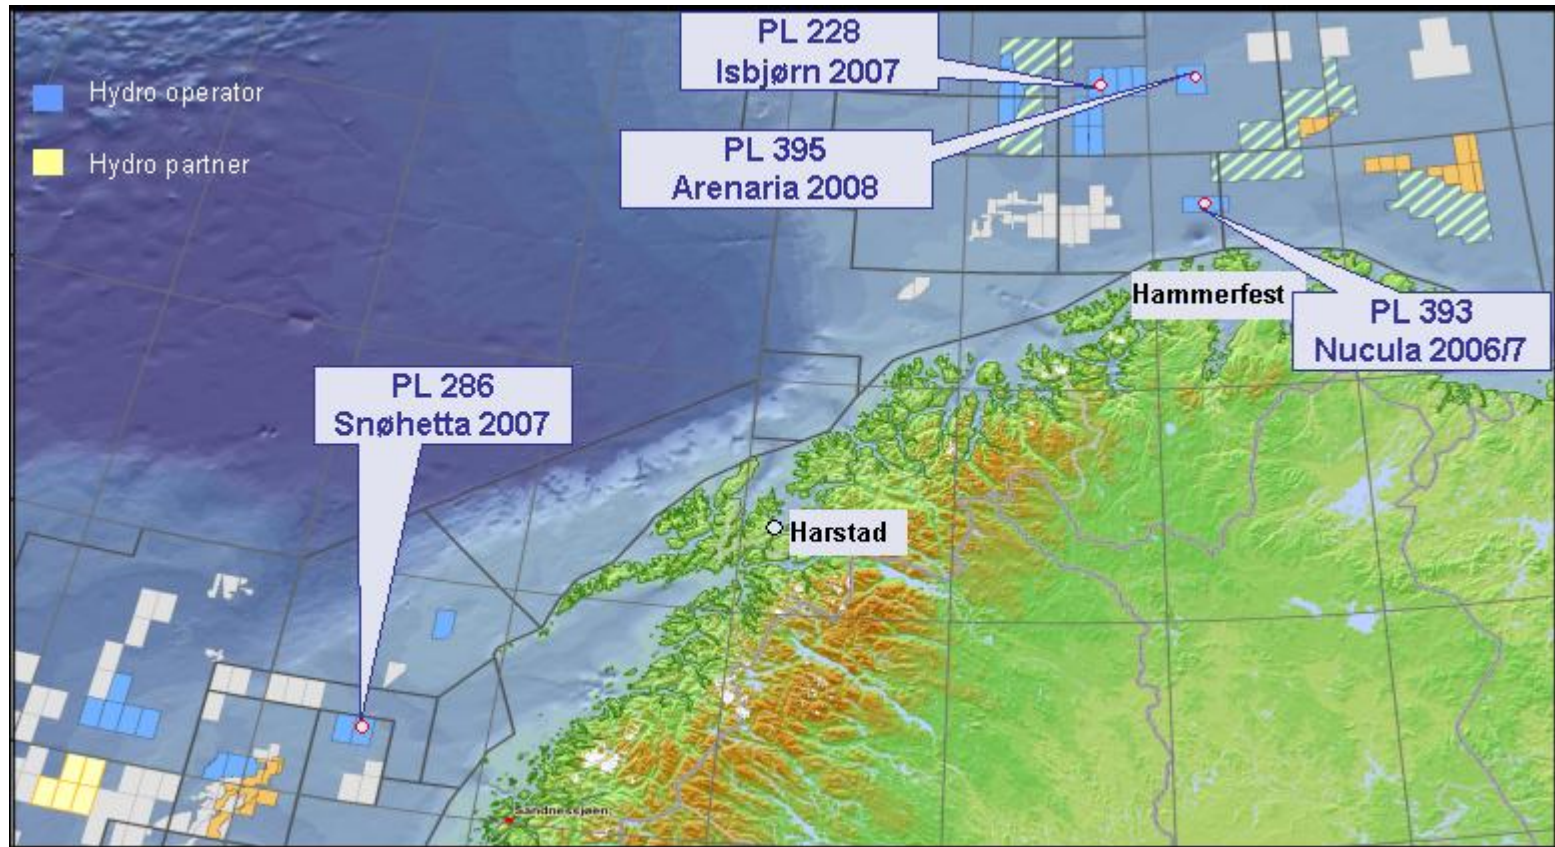 PL 228
Isbjørn 2007
Hydro operator
Hydro partner
PL 395
Arenaria 2008
Hammerfest
PL 393
Nucula 2006/7
PL 286
Snøhetta 2007
Harstad
Sandnessjøen